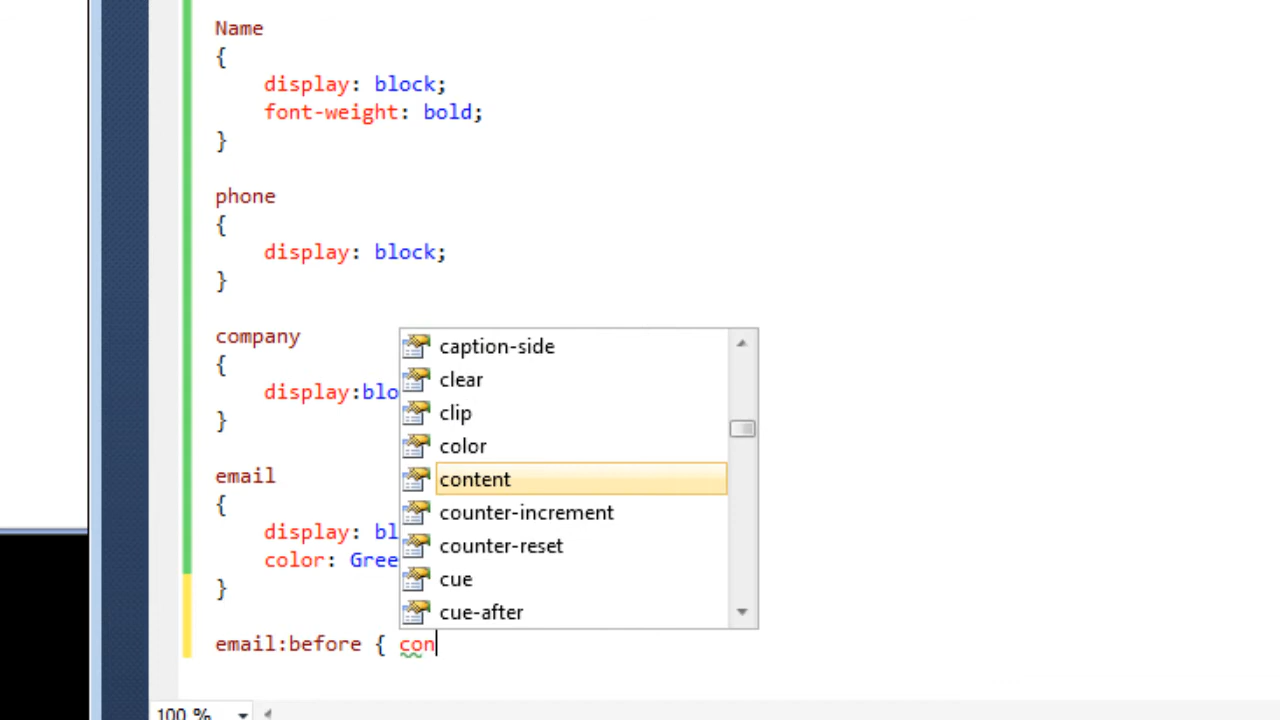 Name
{
display: block;
font-weight: bold;
}
phone
{
display: block;
}
company
{
display:blo
}
email
{
display: bl
color: Gree
}
email:before { con
caption-side
clear
clip
color
content
counter-increment
counter-reset
cue
cue-after
100 %